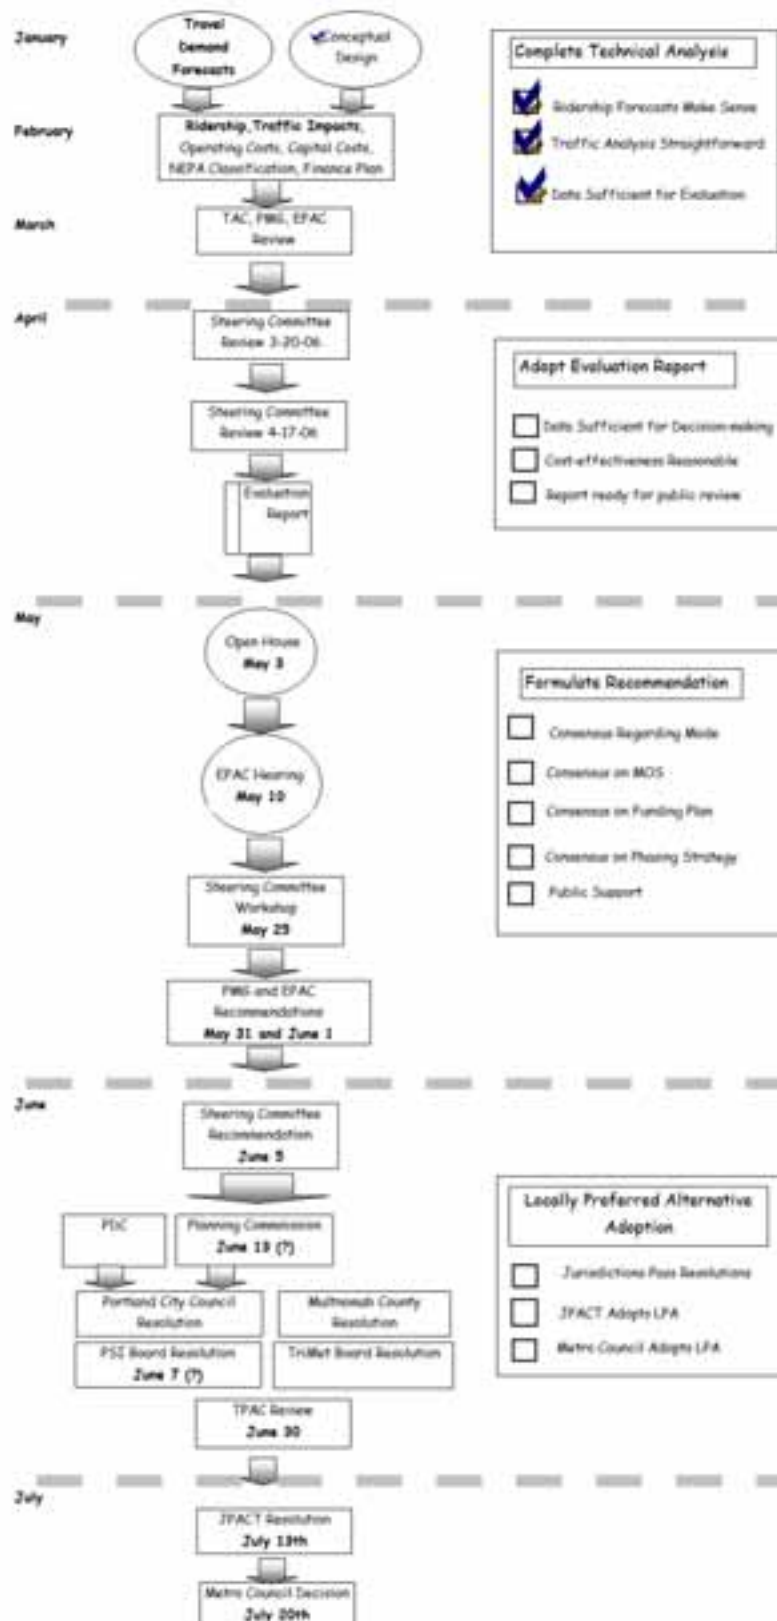 January
Travel
Demand
Forecasts
Conceptual
Design
Complete Technical Analysis
Ridership Forecasts Make Sense
Traffic Analysis Straightforward
Data Sufficient for Evaluation
February
Ridership, Traffic Impacts,
Operating Costs, Capital Costs,
NEPA Classification, Finance Plan
March
TAC, PMG, EPAC
Review
April
Steering Committee
Review 3-20-06
Steering Committee
Review 4-17-06
Evaluation
Report
Adopt Evaluation Report
Data Sufficient for Decision-making
Cost-effectiveness Reasonable
Report ready for public review
May
Open House
May 3
EPAC Hearing
May 10
Steering Committee
Workshop
May 25
PMG and EPAC
Recommendations
May 31 and June 1
Formulate Recommendation
Consensus Regarding Mode
Consensus on MOS
Consensus on Funding Plan
Consensus on Phasing Strategy
Public Support
June
Steering Committee
Recommendation
June 5
PDC
Planning Commission
June 13 (?)
Portland City Council
Resolution
Multnomah County
Resolution
PSI Board Resolution
June 7 (?)
TriMet Board Resolution
TPAC Review
June 30
Locally Preferred Alternative
Adoption
Jurisdictions Pass Resolutions
JPACT Adopts LPA
Metro Council Adopts LPA
July
JPACT Resolution
July 13th
Metro Council Decision
July 20th